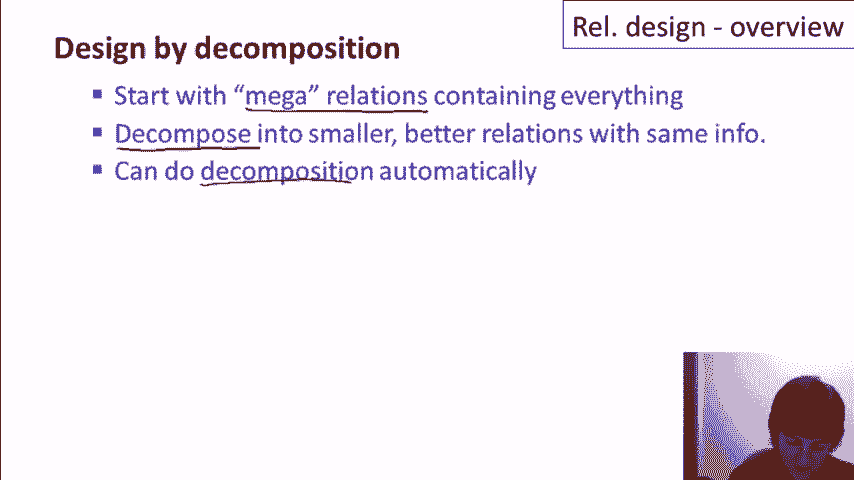 Rel. design - overview
Design by decomposition
▪ Start with “mega” relations containing everything
▪ Decompose into smaller, better relations with same info.
▪ Can do decomposition automatically